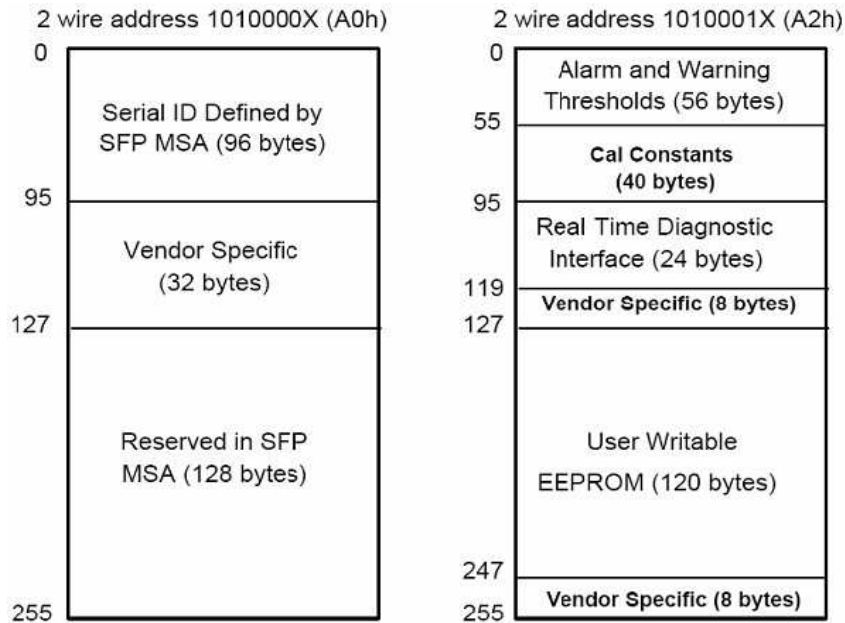 2 wire address 1010000X (A0h)
0
Serial ID Defined by
SFP MSA (96 bytes)
95
Vendor Specific
(32 bytes)
127
Reserved in SFP
MSA (128 bytes)
255
2 wire address 1010001X (A2h)
0
Alarm and Warning
Thresholds (56 bytes)
55
Cal Constants
(40 bytes)
95
Real Time Diagnostic
Interface (24 bytes)
119
Vendor Specific (8 bytes)
127
User Writable
EEPROM (120 bytes)
247
Vendor Specific (8 bytes)
255